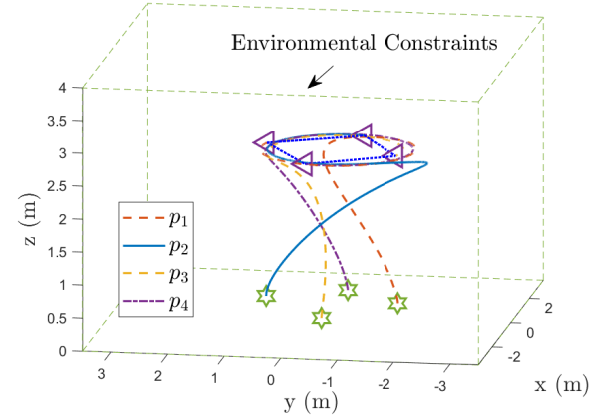 Environmental Constraints
4
3.5
3
2.5
2
1.5
1
0.5
0
z (m)
p1
p2
p3
p4
3 2 1 0 -1 -2 -3
y (m)
2
0
-2
x (m)